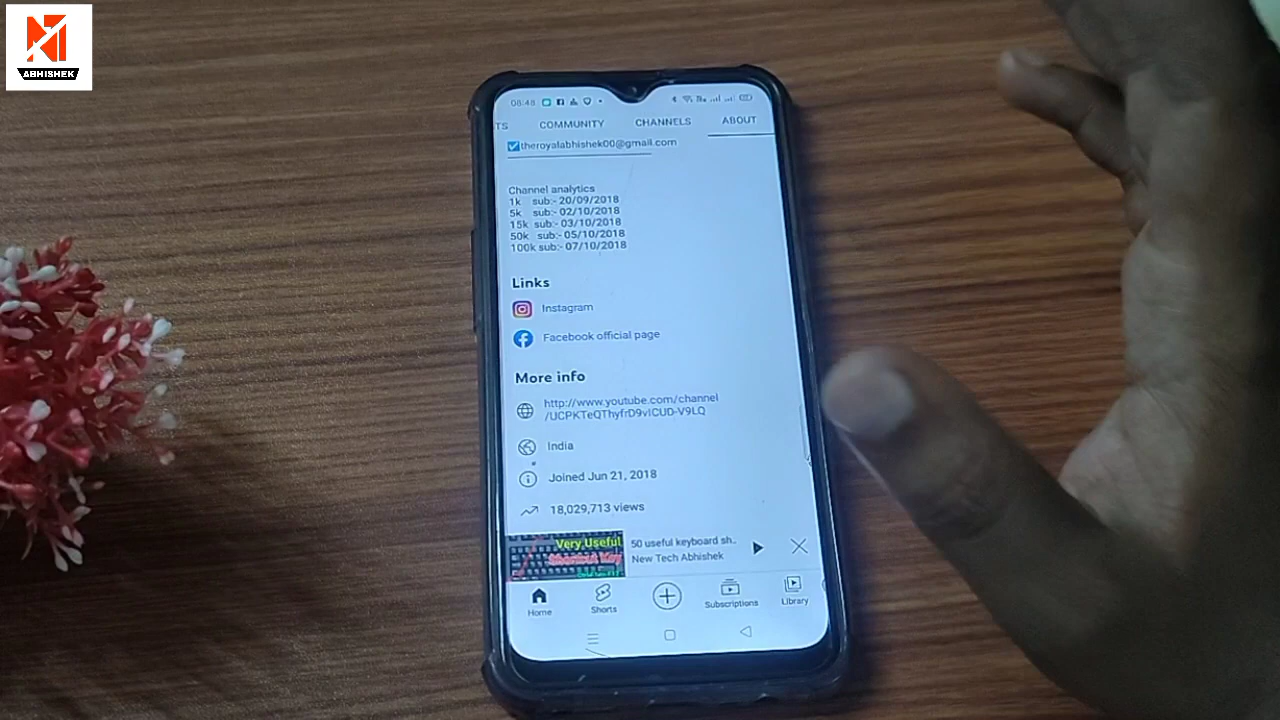 ABHISHEK
08:48
TS COMMUNITY CHANNELS ABOUT
theroyalabhishek00@gmail.com
Channel analytics
1k sub:- 20/09/2018
5k sub:- 02/10/2018
15k sub:- 03/10/2018
50k sub:- 05/10/2018
100k sub:- 07/10/2018
Links
Instagram
Facebook official page
More info
http://www.youtube.com/channel
/UCPKTeQThyfrD9vICUD-V9LQ
India
Joined Jun 21, 2018
18,029,713 views
Very Useful
Shortcut Key
50 useful keyboard sh..
New Tech Abhishek
Home Shorts Subscriptions Library